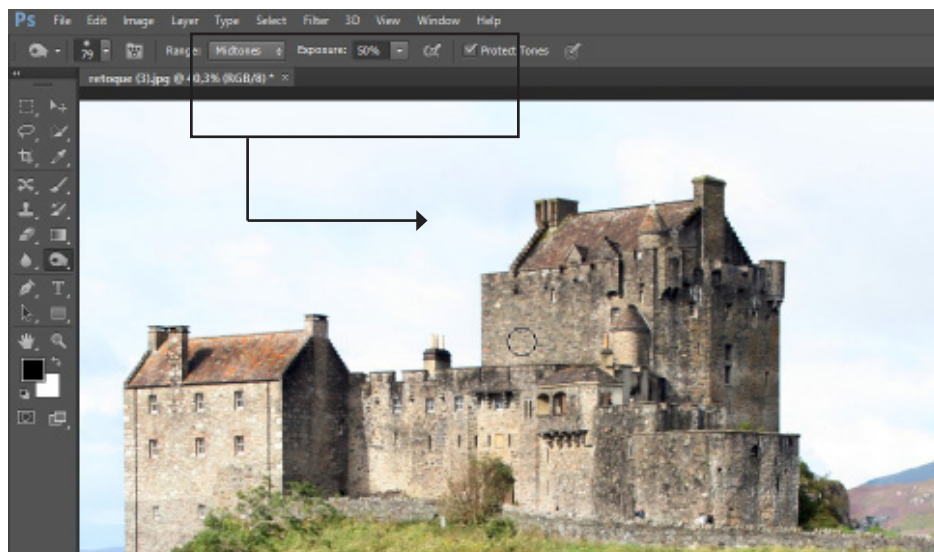 Ps File Edit Image Layer Type Select Filter 3D View Window Help
79 Range: Midtones Exposure: 50% Protect Tones
retoque (3).jpg @ 40,3% (RGB/8) * ×
T